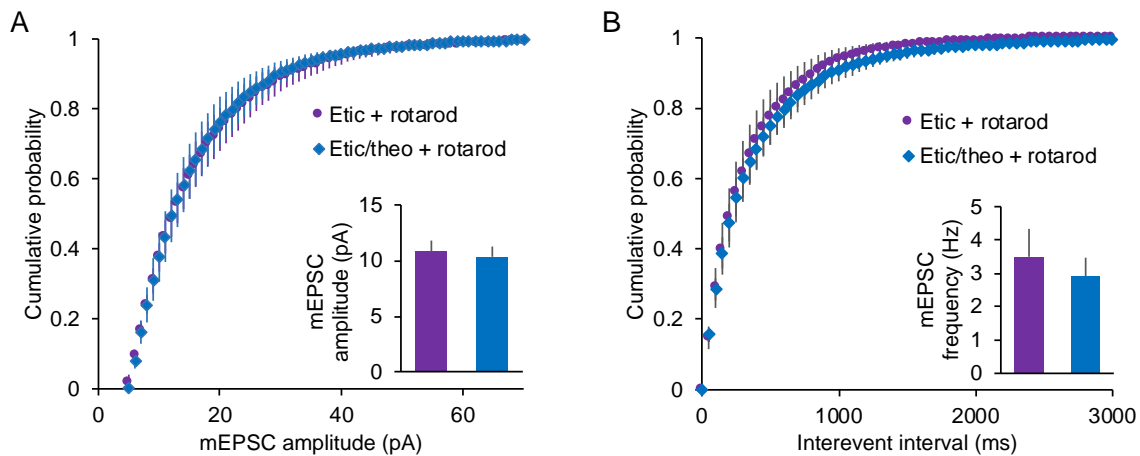 A
Cumulative probability
1
0.8
0.6
0.4
0.2
0
0
20
40
60
mEPSC amplitude (pA)
Etic + rotarod
Etic/theo + rotarod
mEPSC
amplitude (pA)
15
10
5
0
B
Cumulative probability
1
0.8
0.6
0.4
0.2
0
0
1000
2000
3000
Interevent interval (ms)
Etic + rotarod
Etic/theo + rotarod
mEPSC
frequency (Hz)
5
4
3
2
1
0